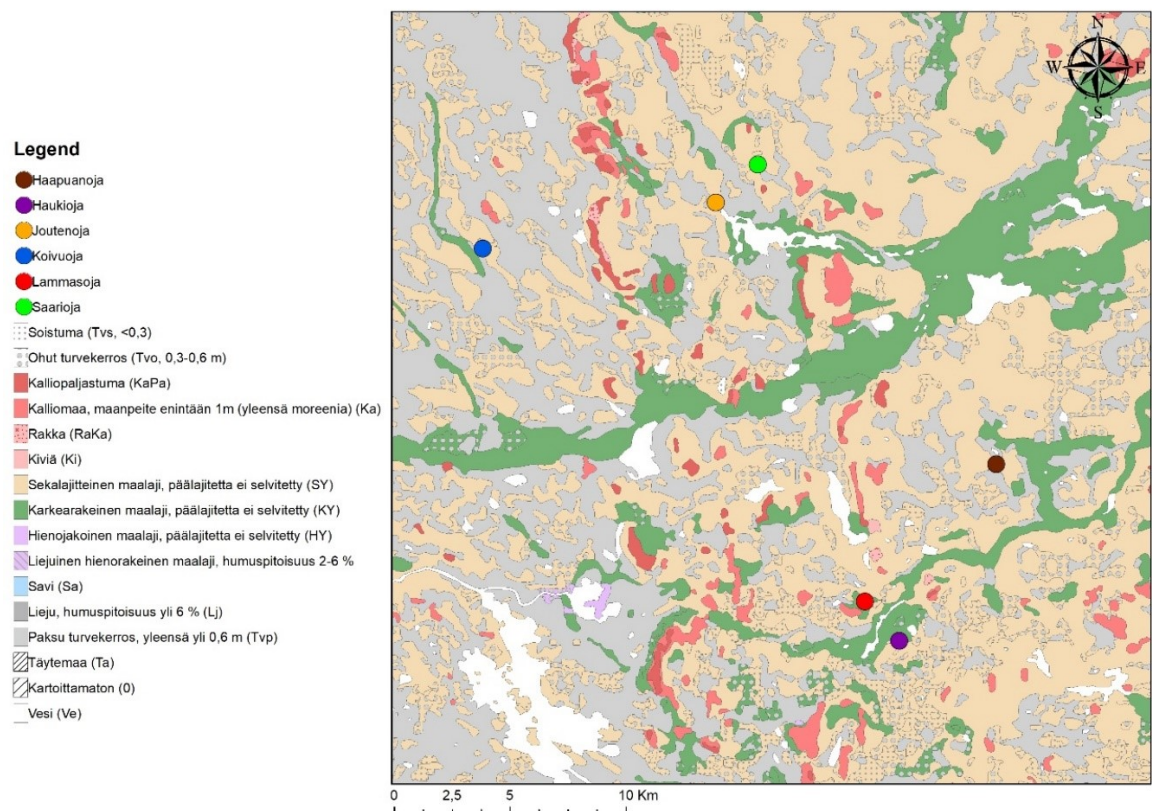 Legend
Haapuanoja
Haukioja
Joutenoja
Koivuoja
Lammasoja
Saarioja
Soistuma (Tvs, <0,3)
Ohut turvekerros (Tvo, 0,3-0,6 m)
Kalliopaljastuma (KaPa)
Kalliomaa, maanpeite enintään 1m (yleensä moreenia) (Ka)
Rakka (RaKa)
Kiviä (Ki)
Sekalajitteinen maalaji, päälajitetta ei selvitetty (SY)
Karkearakeinen maalaji, päälajitetta ei selvitetty (KY)
Hienojakoinen maalaji, päälajitetta ei selvitetty (HY)
Liejuinen hienorakeinen maalaji, humuspitoisuus 2-6 %
Savi (Sa)
Lieju, humuspitoisuus yli 6 % (Lj)
Paksu turvekerros, yleensä yli 0,6 m (Tvp)
Täytemaa (Ta)
Kartoittamaton (0)
Vesi (Ve)
N
W E
S
0 2,5 5 10 Km